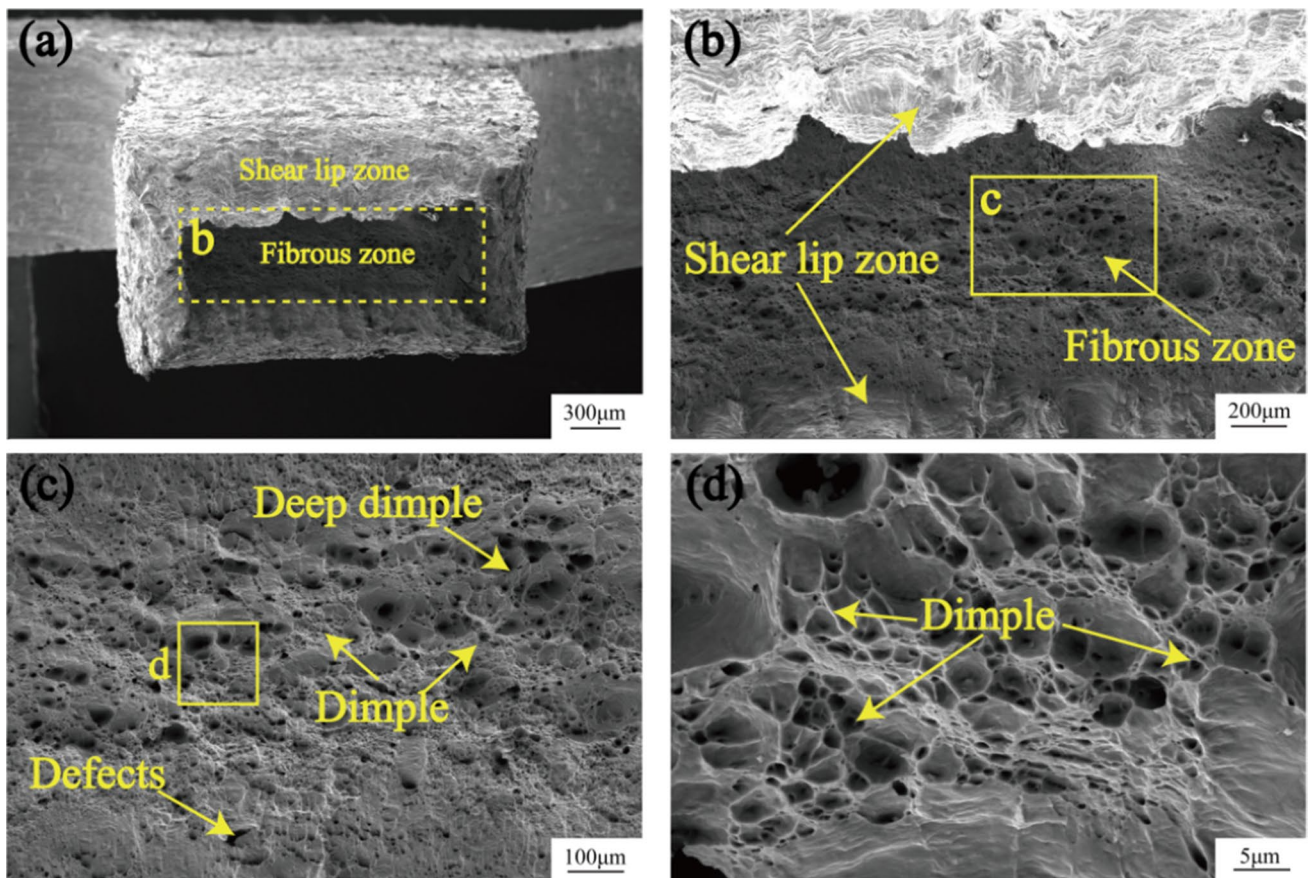 (a)
Shear lip zone
b
Fibrous zone
300μm
(b)
c
Shear lip zone
Fibrous zone
200μm
(c)
Deep dimple
d
Dimple
Defects
100μm
(d)
Dimple
5μm